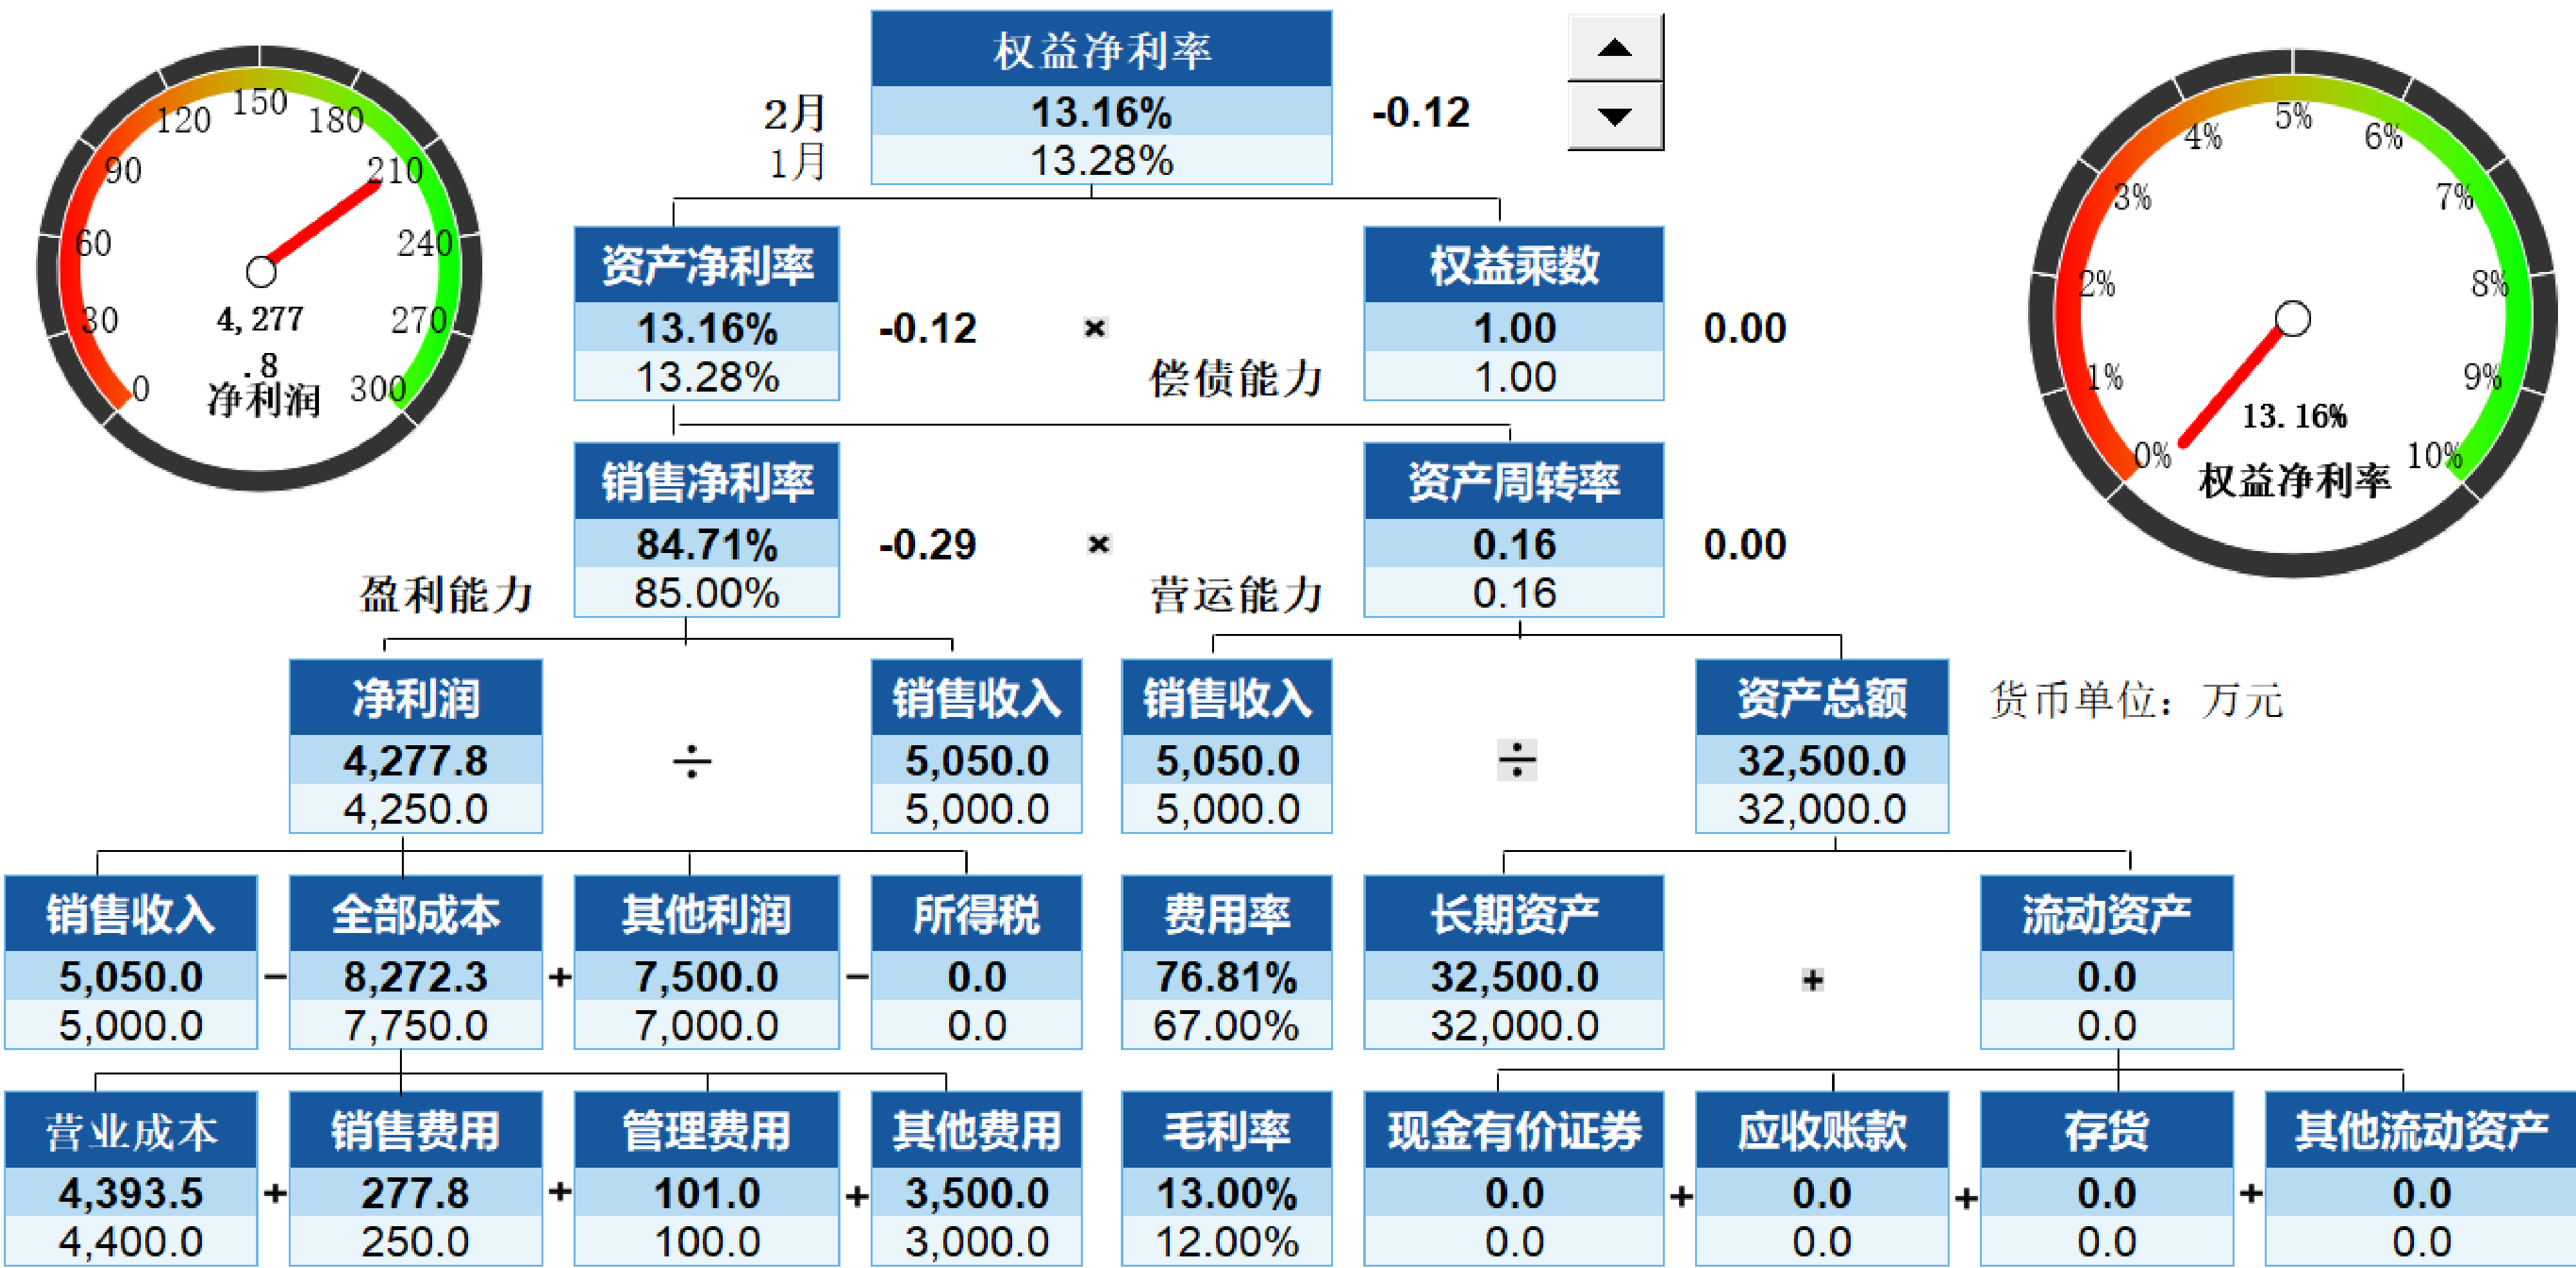 权益净利率
2月 13.16% -0.12
1月 13.28%
0 30 60 90 120 150 180 210 240 270 300
4,277
.8
净利润
0% 1% 2% 3% 4% 5% 6% 7% 8% 9% 10%
13.16%
权益净利率
资产净利率 权益乘数
13.16% -0.12 × 1.00 0.00
13.28% 偿债能力 1.00
销售净利率 资产周转率
84.71% -0.29 × 0.16 0.00
盈利能力 85.00% 营运能力 0.16
净利润 销售收入 销售收入 资产总额 货币单位：万元
4,277.8 ÷ 5,050.0 5,050.0 ÷ 32,500.0
4,250.0 5,000.0 5,000.0 32,000.0
销售收入 全部成本 其他利润 所得税 费用率 长期资产 流动资产
5,050.0 − 8,272.3 + 7,500.0 − 0.0 76.81% 32,500.0 + 0.0
5,000.0 7,750.0 7,000.0 0.0 67.00% 32,000.0 0.0
营业成本 销售费用 管理费用 其他费用 毛利率 现金有价证券 应收账款 存货 其他流动资产
4,393.5 + 277.8 + 101.0 + 3,500.0 13.00% 0.0 + 0.0 + 0.0 + 0.0
4,400.0 250.0 100.0 3,000.0 12.00% 0.0 0.0 0.0 0.0